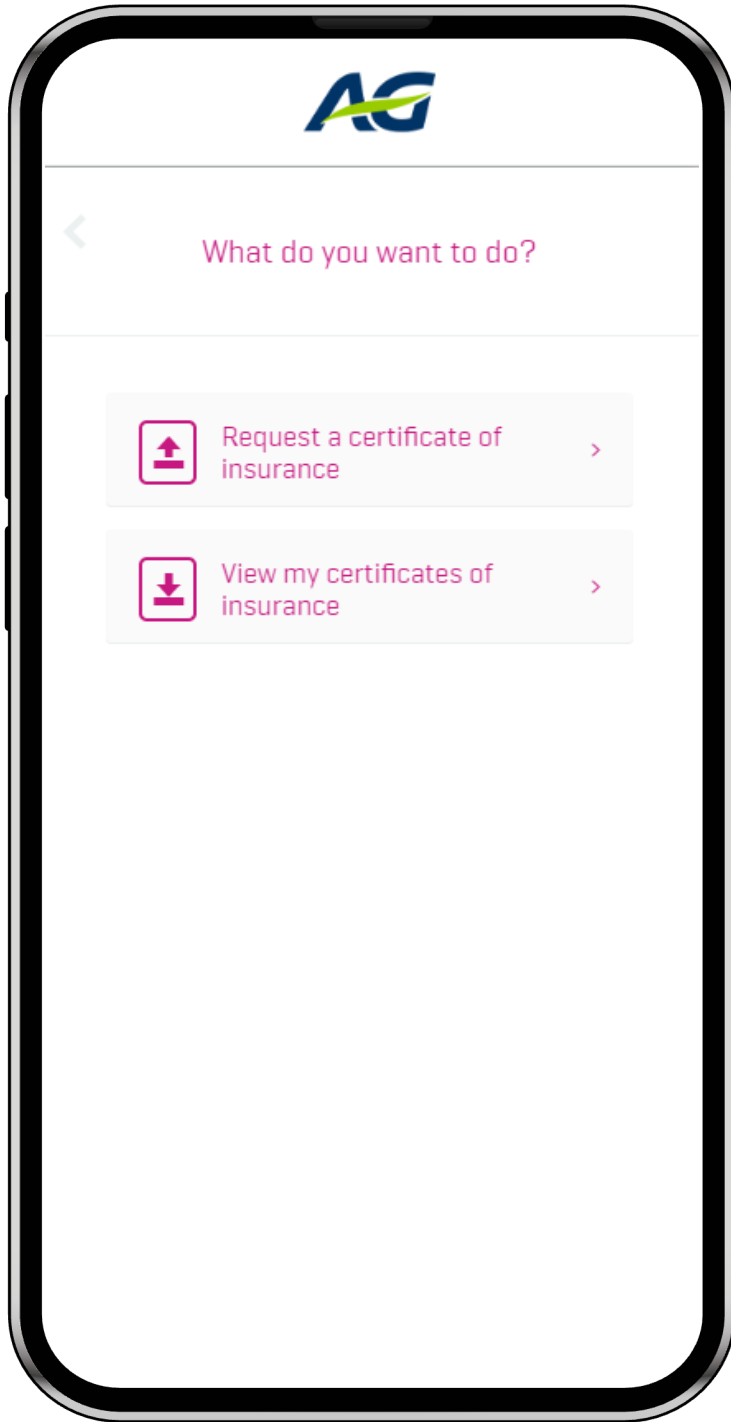 AG
What do you want to do?
Request a certificate of
insurance
View my certificates of
insurance